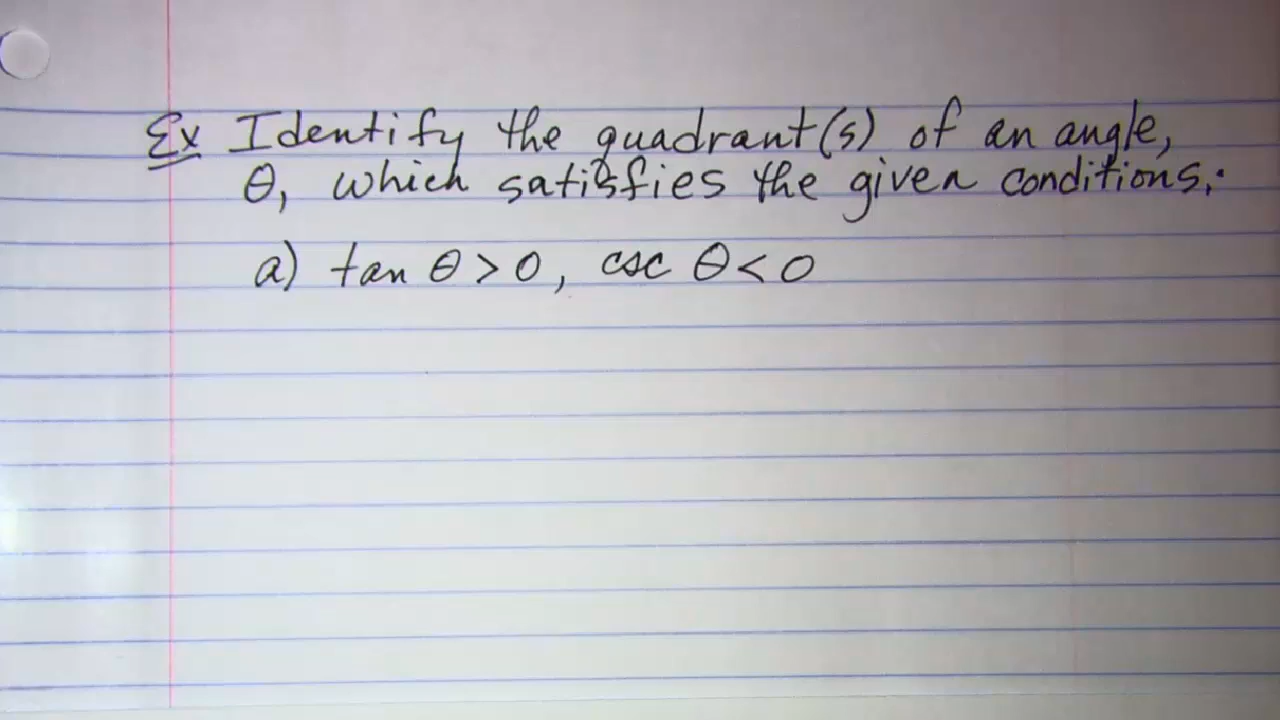 Ex Identify the quadrant(s) of an angle,
θ, which satisfies the given conditions.
a) tan θ > 0, csc θ < 0